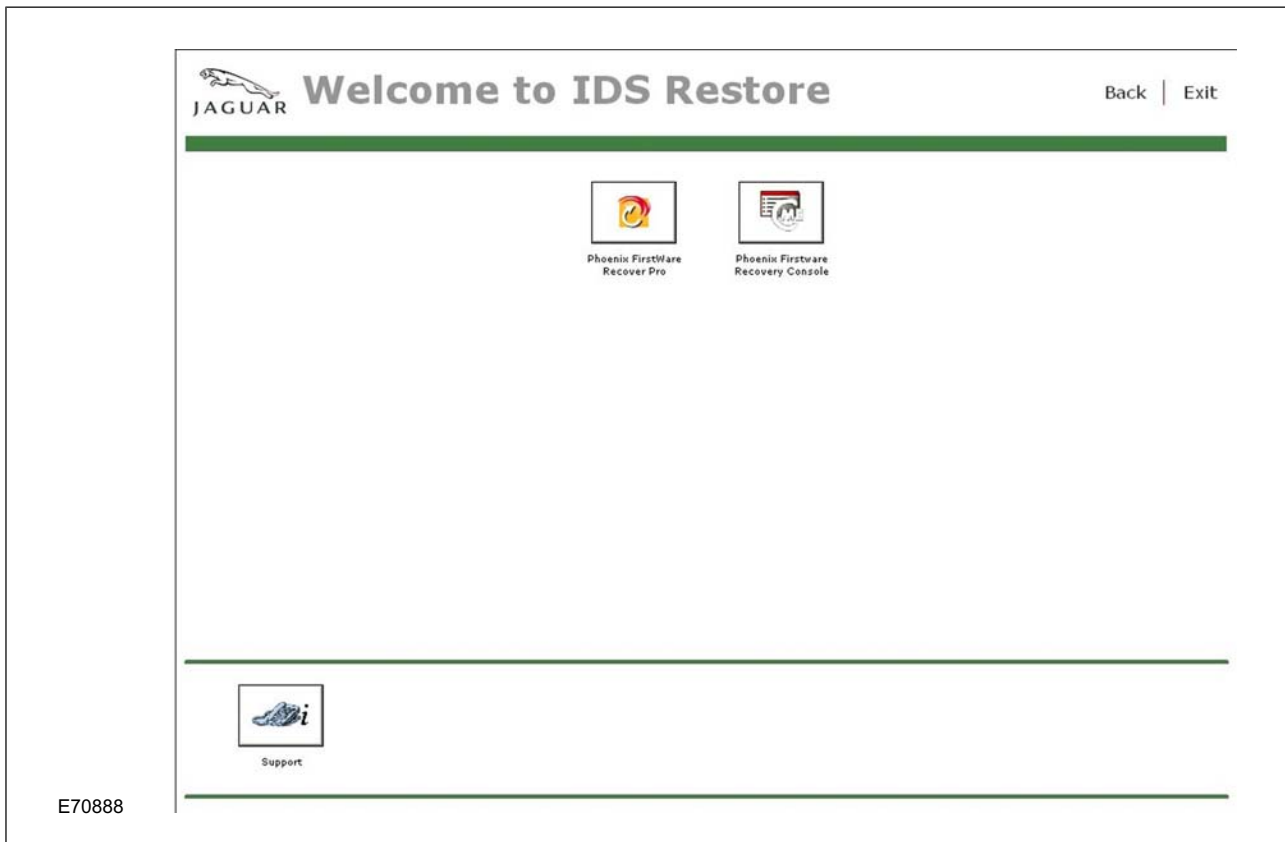 JAGUAR
Welcome to IDS Restore
Back | Exit
Phoenix FirstWare
Recover Pro
Phoenix Firstware
Recovery Console
i
Support
E70888